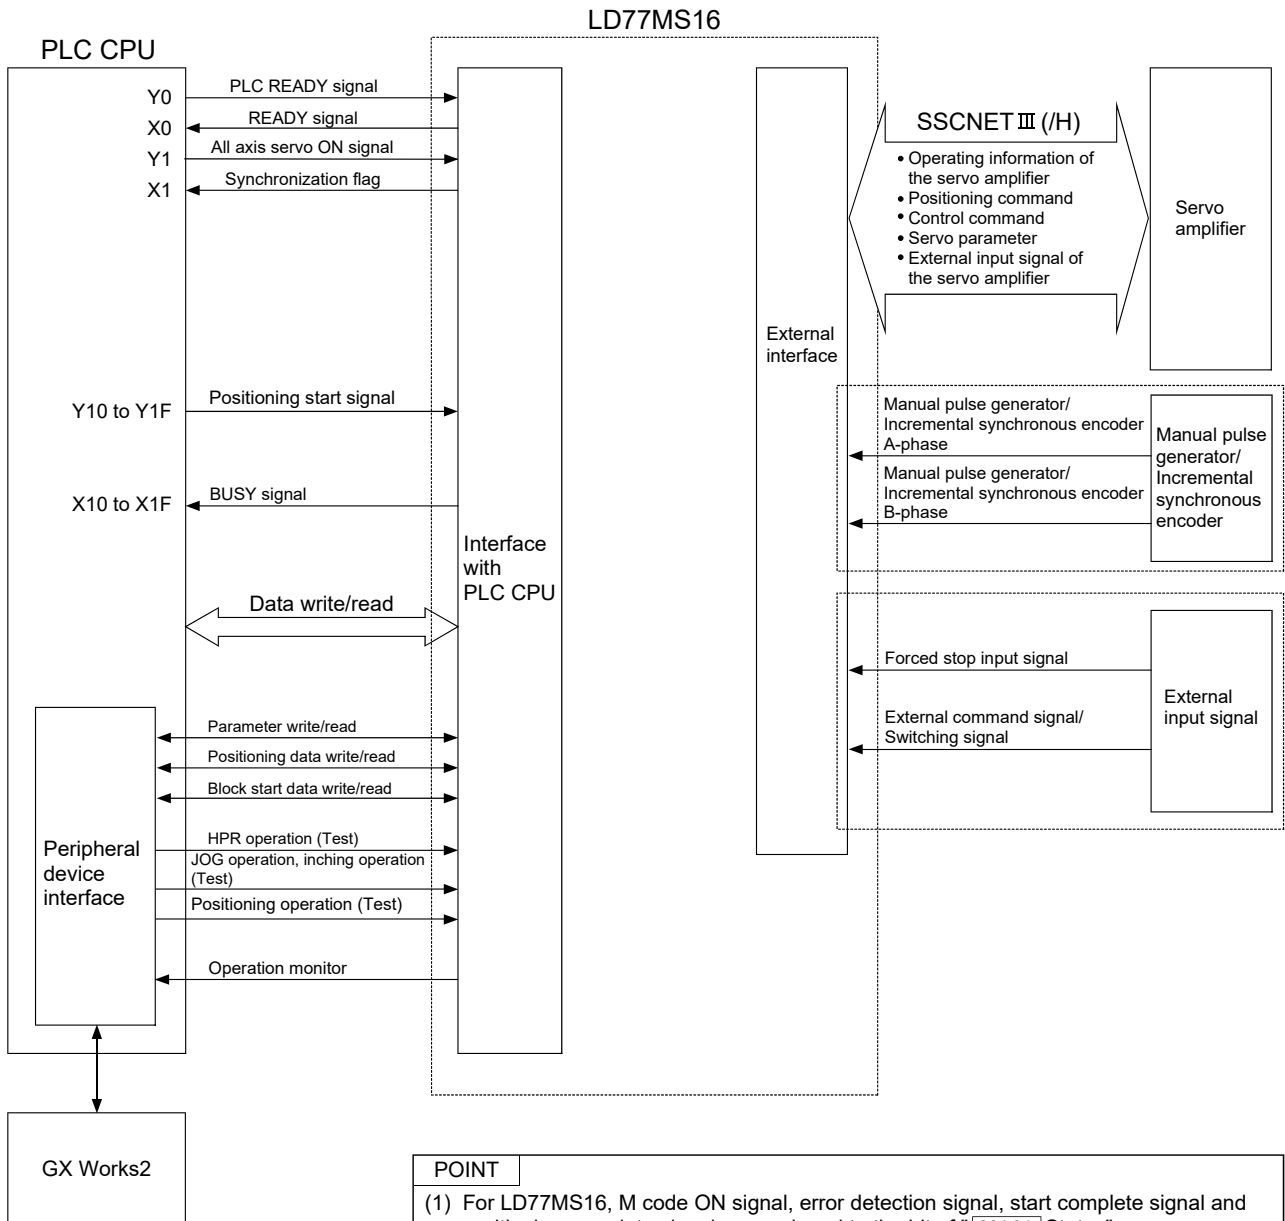 LD77MS16
PLC CPU
Y0
PLC READY signal
X0
READY signal
Y1
All axis servo ON signal
X1
Synchronization flag
Y10 to Y1F
Positioning start signal
X10 to X1F
BUSY signal
Data write/read
Interface
with
PLC CPU
Parameter write/read
Positioning data write/read
Block start data write/read
HPR operation (Test)
JOG operation, inching operation
(Test)
Positioning operation (Test)
Operation monitor
Peripheral
device
interface
GX Works2
External
interface
SSCNETⅢ(/H)
• Operating information of
the servo amplifier
• Positioning command
• Control command
• Servo parameter
• External input signal of
the servo amplifier
Servo
amplifier
Manual pulse generator/
Incremental synchronous encoder
A-phase
Manual pulse generator/
Incremental synchronous encoder
B-phase
Manual pulse
generator/
Incremental
synchronous
encoder
Forced stop input signal
External command signal/
Switching signal
External
input signal
POINT
(1) For LD77MS16, M code ON signal, error detection signal, start complete signal and